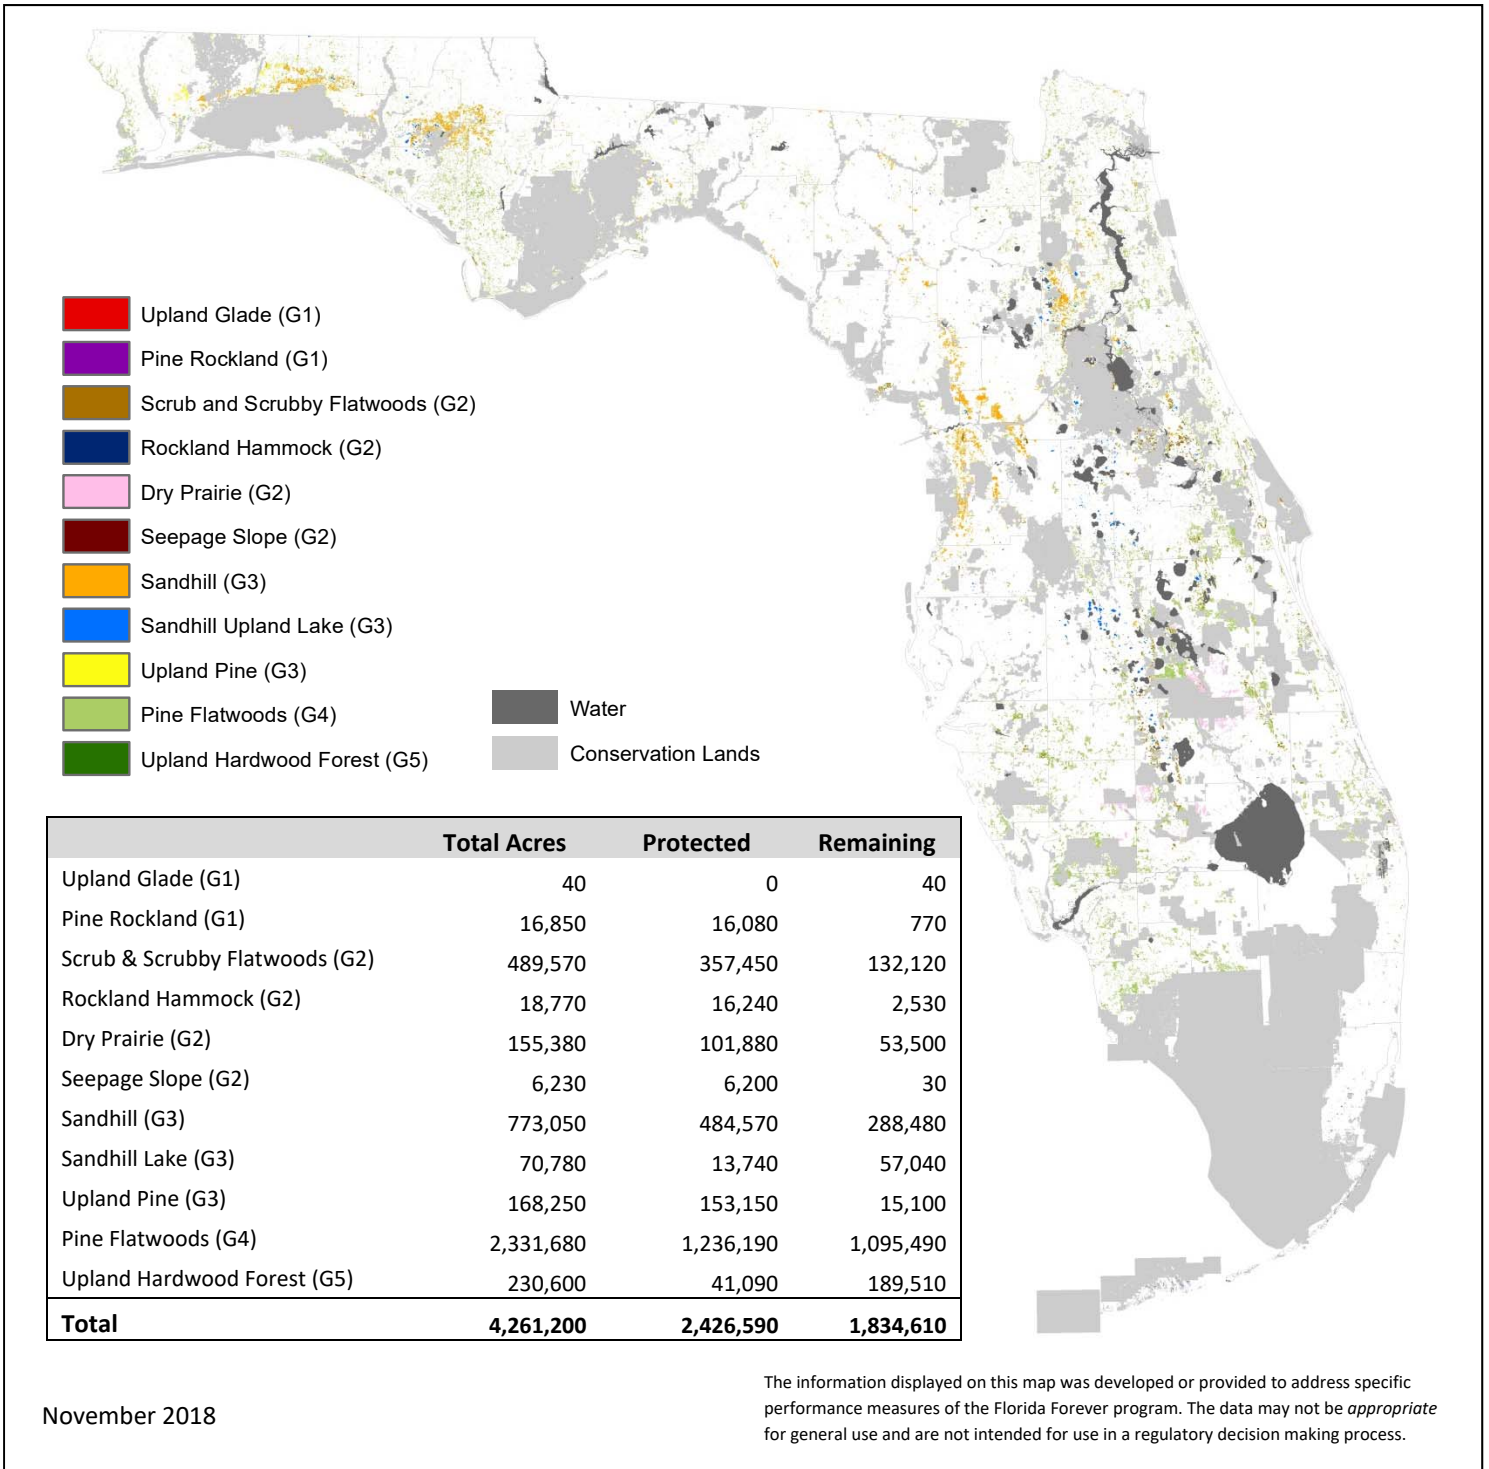 Upland Glade (G1)
Pine Rockland (G1)
Scrub and Scrubby Flatwoods (G2)
Rockland Hammock (G2)
Dry Prairie (G2)
Seepage Slope (G2)
Sandhill (G3)
Sandhill Upland Lake (G3)
Upland Pine (G3)
Pine Flatwoods (G4)
Upland Hardwood Forest (G5)
Water
Conservation Lands
Total Acres Protected Remaining
Upland Glade (G1) 40 0 40
Pine Rockland (G1) 16,850 16,080 770
Scrub & Scrubby Flatwoods (G2) 489,570 357,450 132,120
Rockland Hammock (G2) 18,770 16,240 2,530
Dry Prairie (G2) 155,380 101,880 53,500
Seepage Slope (G2) 6,230 6,200 30
Sandhill (G3) 773,050 484,570 288,480
Sandhill Lake (G3) 70,780 13,740 57,040
Upland Pine (G3) 168,250 153,150 15,100
Pine Flatwoods (G4) 2,331,680 1,236,190 1,095,490
Upland Hardwood Forest (G5) 230,600 41,090 189,510
Total 4,261,200 2,426,590 1,834,610
November 2018
The information displayed on this map was developed or provided to address specific
performance measures of the Florida Forever program. The data may not be appropriate
for general use and are not intended for use in a regulatory decision making process.